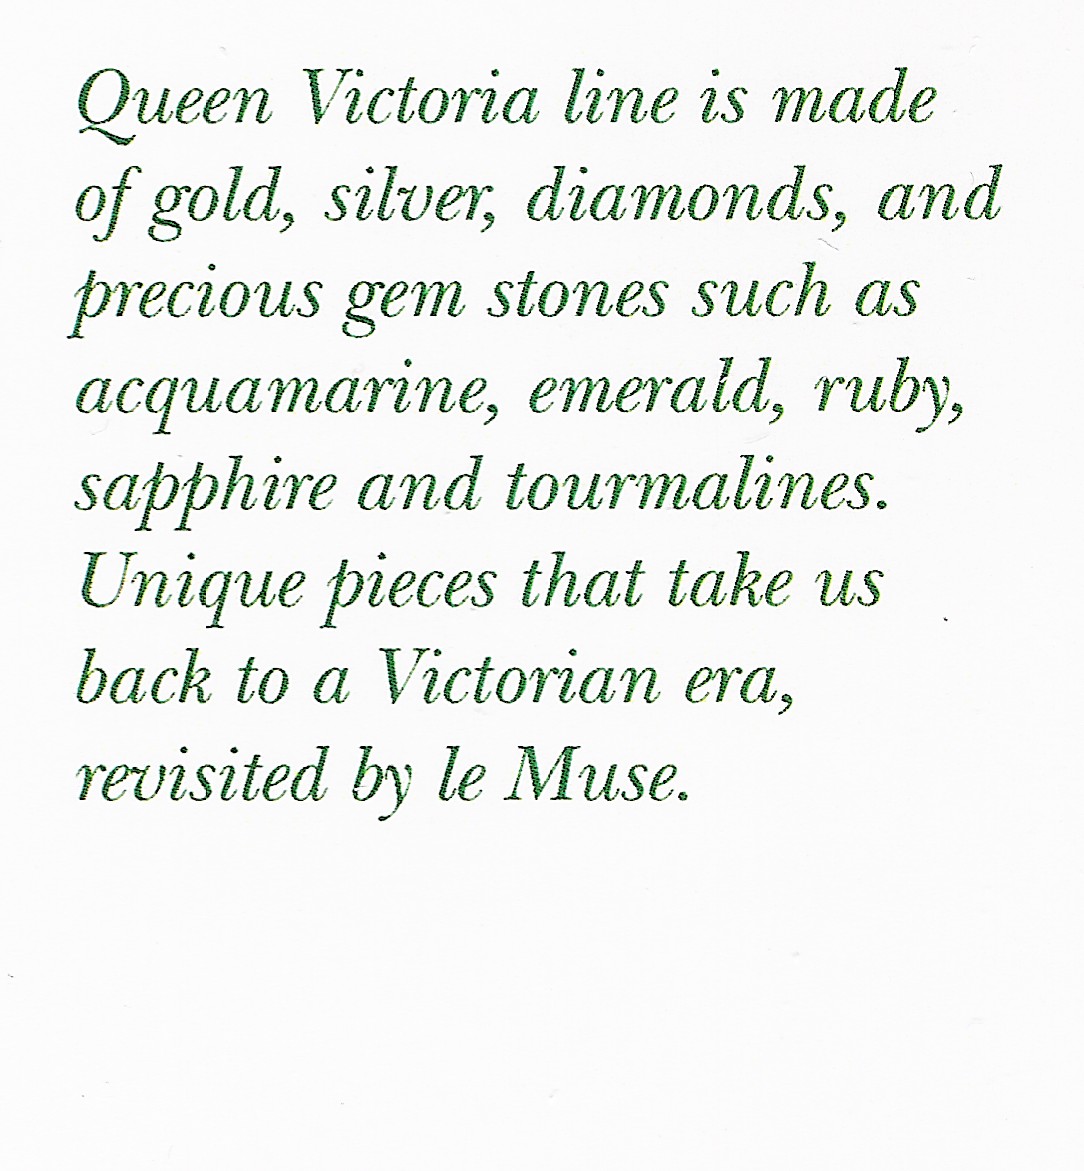 Queen Victoria line is made
of gold, silver, diamonds, and
precious gem stones such as
acquamarine, emerald, ruby,
sapphire and tourmalines.
Unique pieces that take us
back to a Victorian era,
revisited by le Muse.